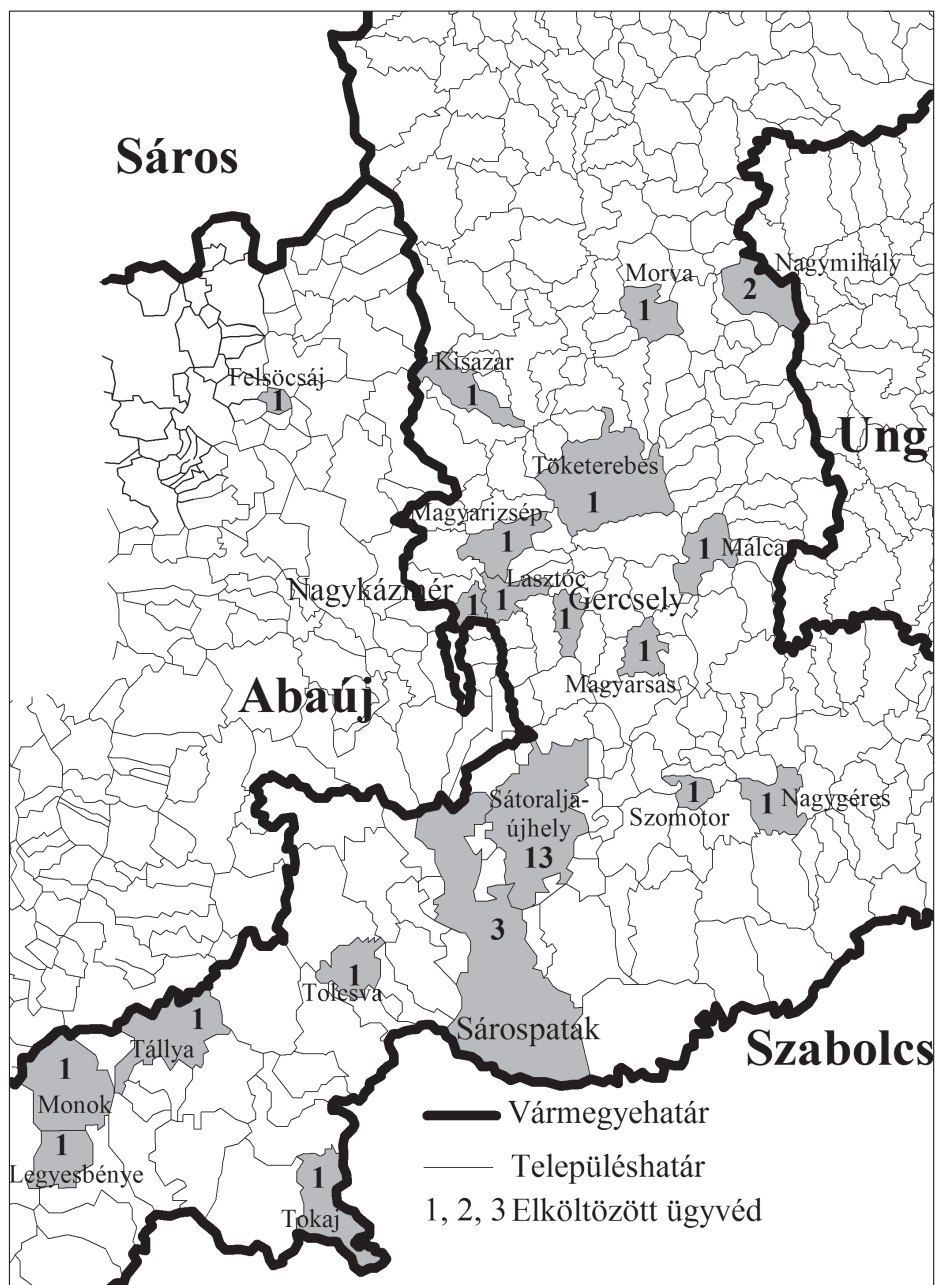 Sáros
Morva
1
Nagymihály
2
Kisazar
1
Felsöcsáj
1
Ung
Töketerebes
1
Magyarizsép
1
1 Málca
Nagykázmér
1
Lasztóc
1
Gercsely
1
1
Magyarsas
Abaúj
Sátoralja-
újhely
13
1
Szomotor
1 Nagygéres
3
1
Tolcsva
Sárospatak
1
Tállya
Szabolcs
1
Monok
1
Legyesbénye
1
Tokaj
Vármegyehatár
Településhatár
1, 2, 3 Elköltözött ügyvéd